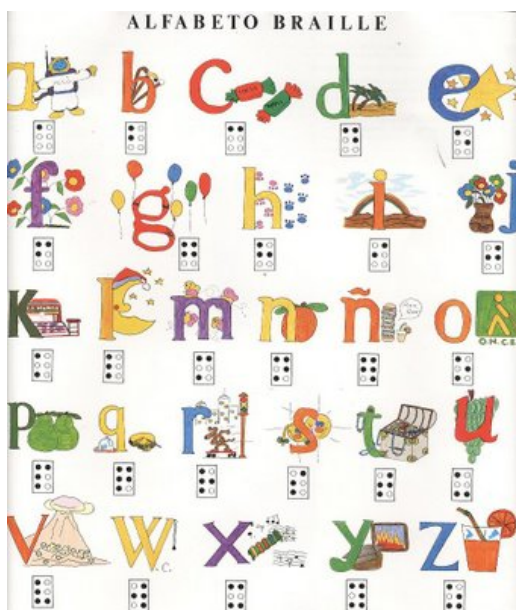 ALFABETO BRAILLE
a b c d e
f g h i j
k l m n ñ o
p q r s t u
v w x y z
O.N.C.E.
W.C.